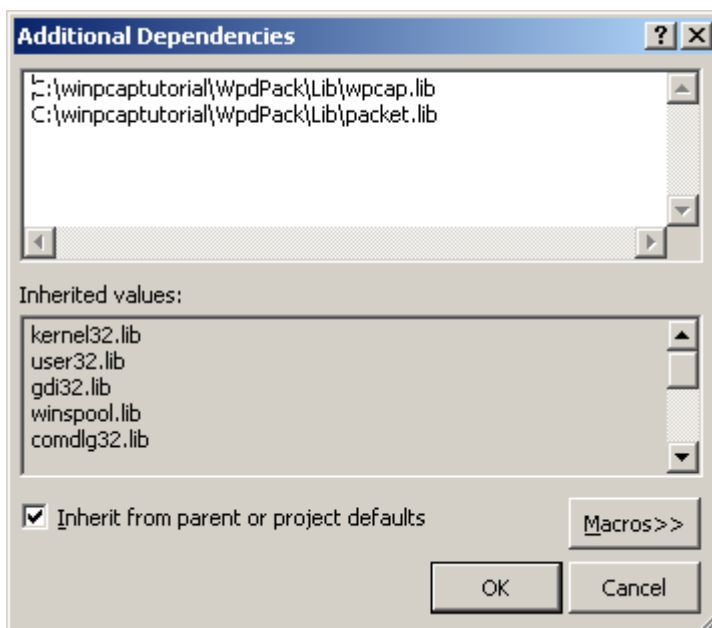 Additional Dependencies
C:\winpcaptutorial\WpdPack\Lib\wpcap.lib
C:\winpcaptutorial\WpdPack\Lib\packet.lib
Inherited values:
kernel32.lib
user32.lib
gdi32.lib
winspool.lib
comdlg32.lib
Inherit from parent or project defaults
Macros>>
OK
Cancel